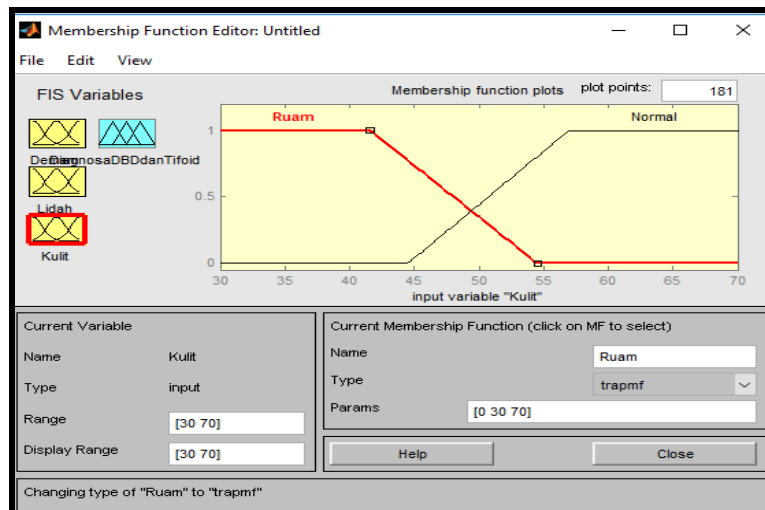 Membership Function Editor: Untitled
File Edit View
FIS Variables
Membership function plots plot points: 181
Ruam
Normal
1
0.5
0
30 35 40 45 50 55 60 65 70
input variable "Kulit"
DiagnosaDBDdanTifoid
Lidah
Kulit
Current Variable
Name Kulit
Type input
Range [30 70]
Display Range [30 70]
Current Membership Function (click on MF to select)
Name Ruam
Type trapmf
Params [0 30 70]
Help Close
Changing type of "Ruam" to "trapmf"